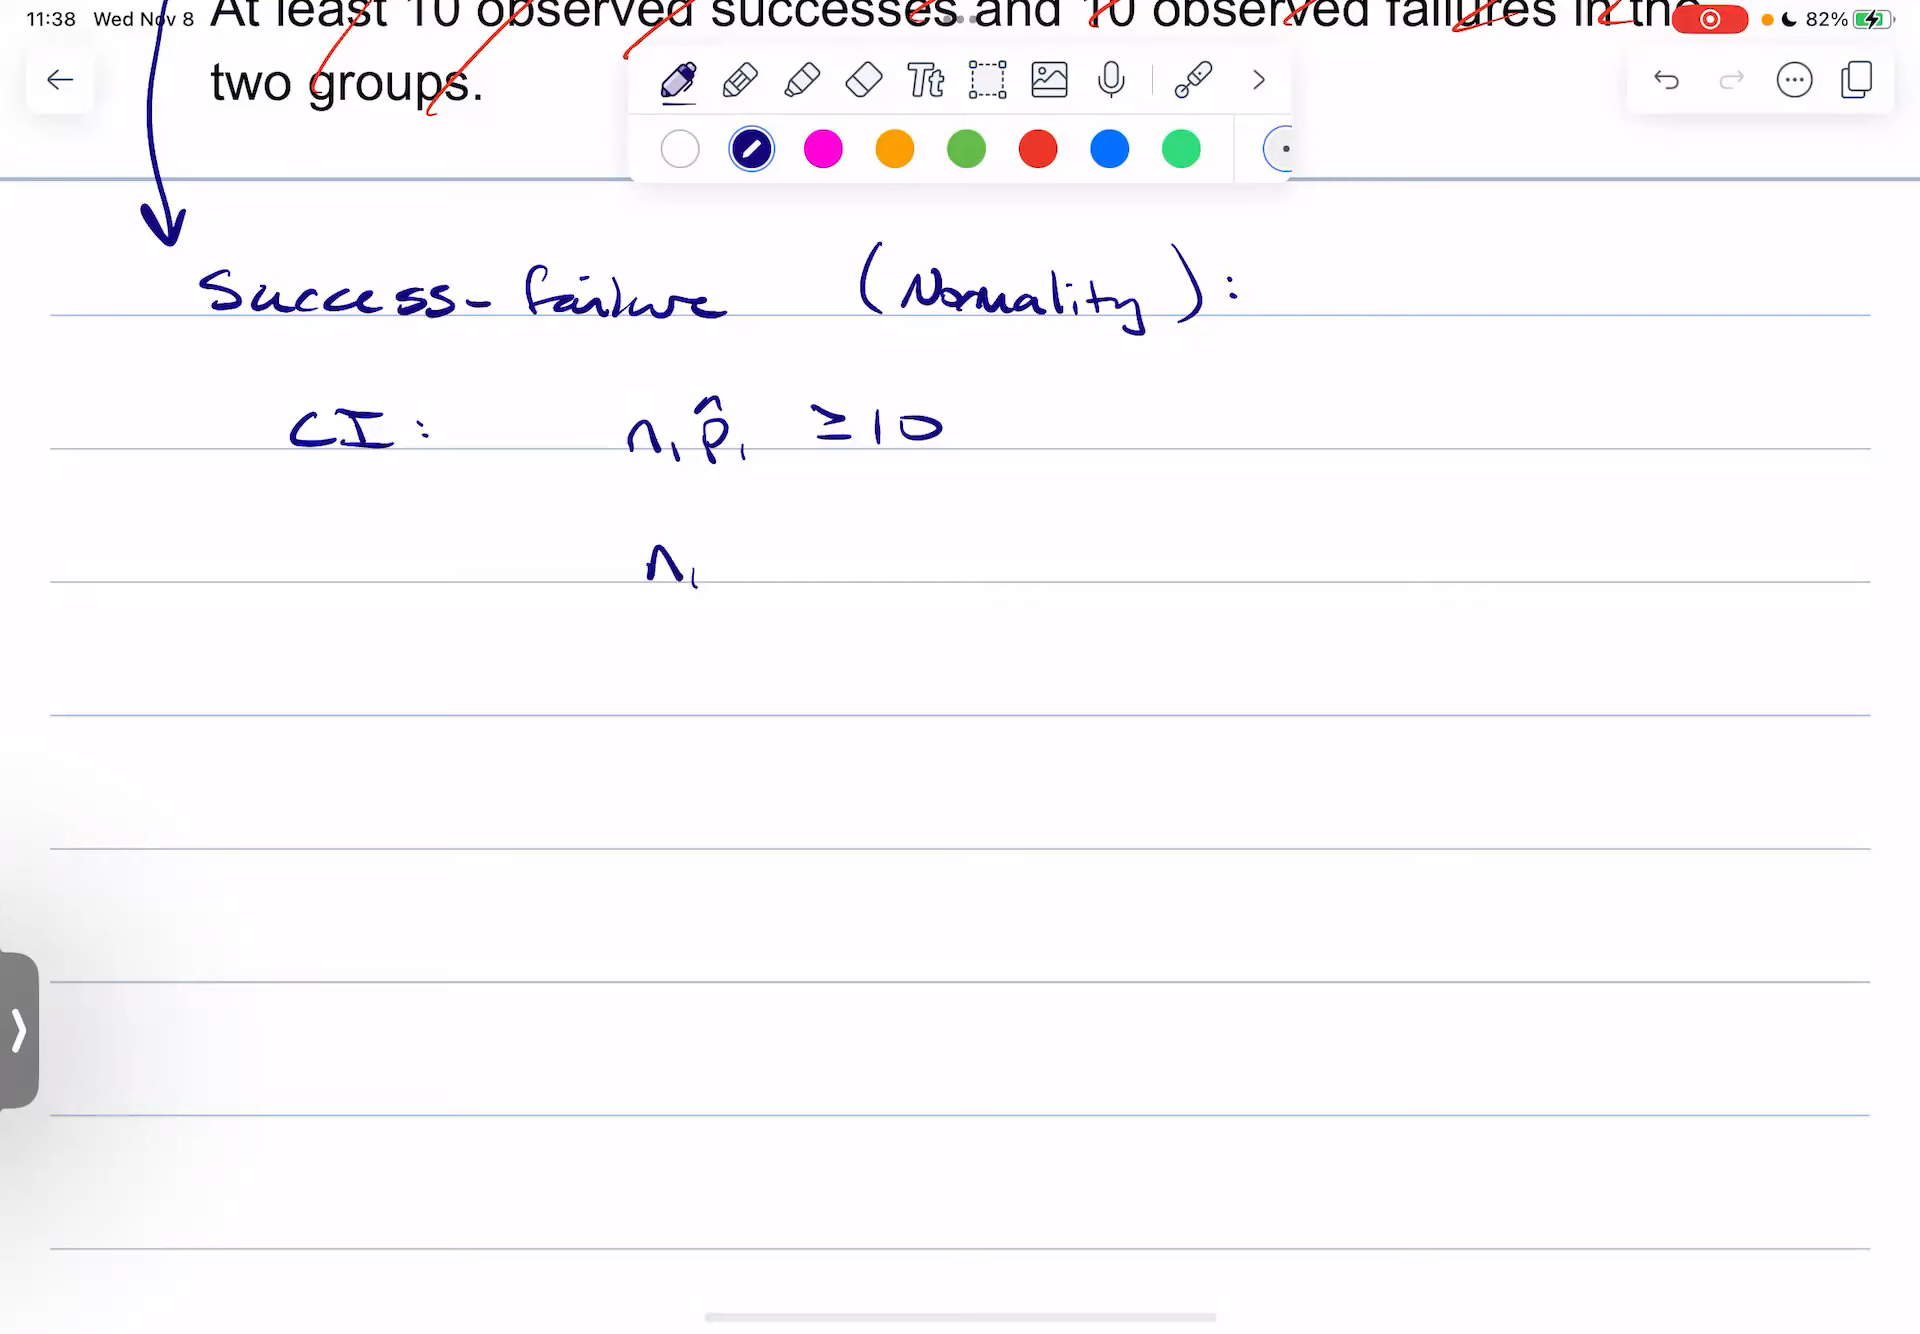 11:38 Wed Nov 8 82%
At least 10 observed successes and 10 observed failures in the
two groups.
Tt
Success-failure (Normality):
CI: n₁p̂₁ ≥10
n₁